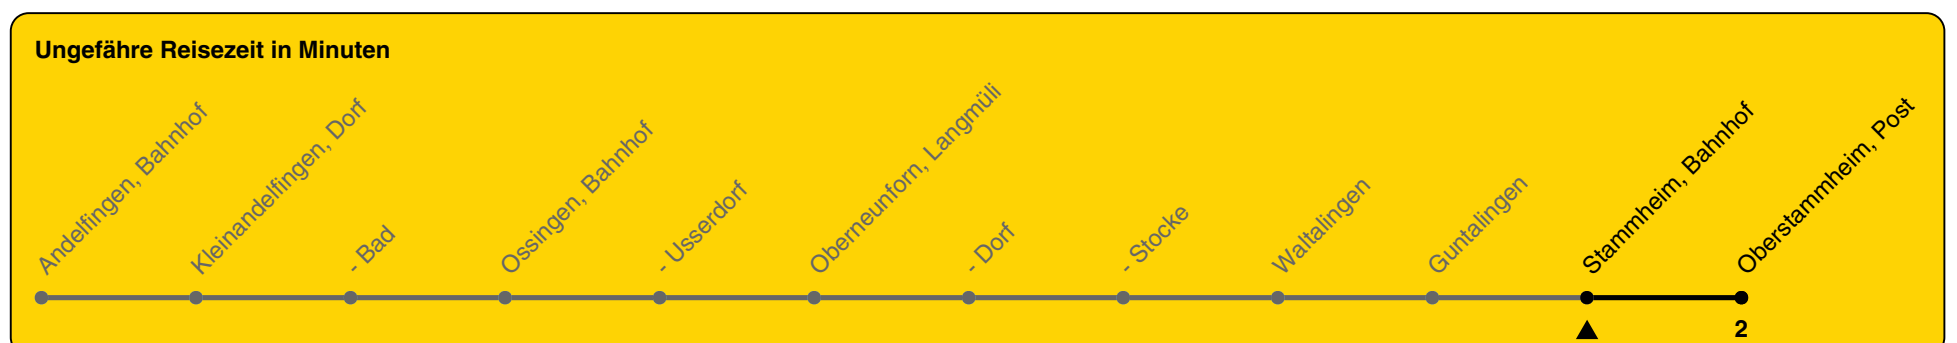 Ungefähre Reisezeit in Minuten
Andelfingen, Bahnhof
Kleinandelfingen, Dorf
- Bad
Ossingen, Bahnhof
- Usserdorf
Oberneunforn, Langmüli
- Dorf
- Stocke
Waltalingen
Guntalingen
Stammheim, Bahnhof
Oberstammheim, Post
2